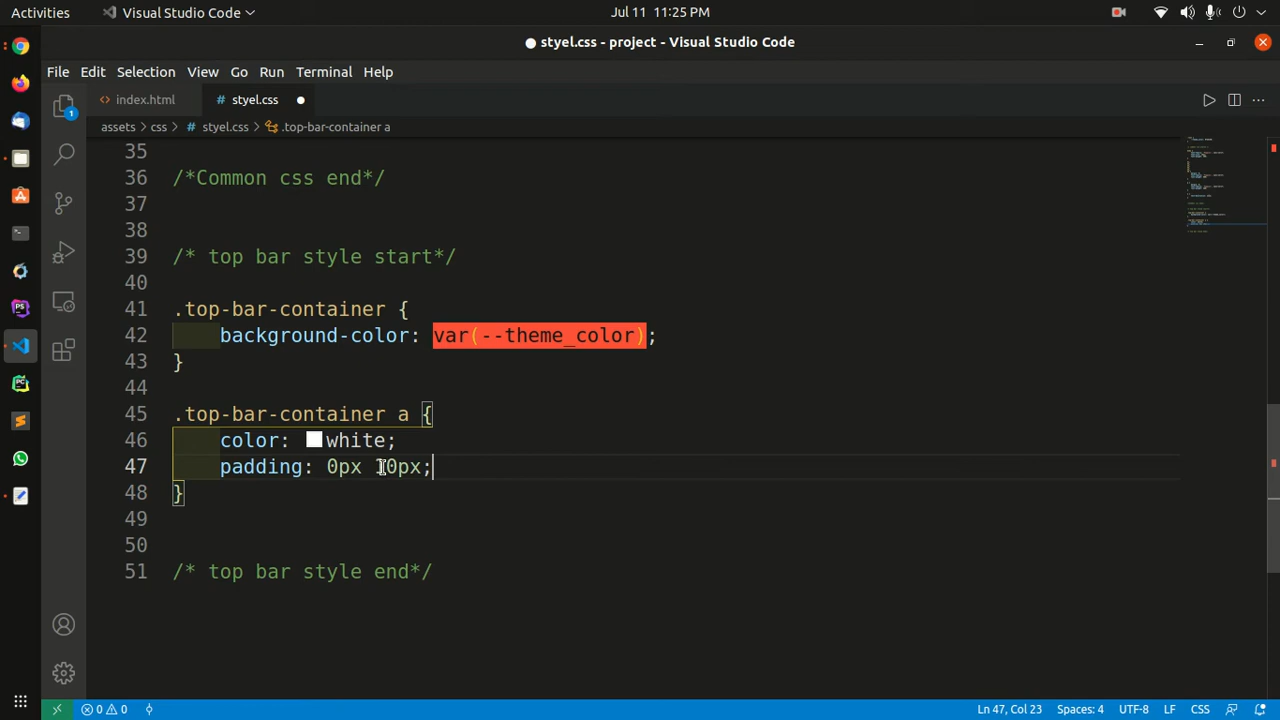 Activities
Visual Studio Code
Jul 11 11:25 PM
● styel.css - project - Visual Studio Code
File Edit Selection View Go Run Terminal Help
index.html
# styel.css
assets > css > # styel.css > .top-bar-container a
1
35
36 /*Common css end*/
37
38
39 /* top bar style start*/
40
41 .top-bar-container {
42 background-color: var(--theme_color);
43 }
44
45 .top-bar-container a {
46 color: white;
47 padding: 0px 10px;
48 }
49
50
51 /* top bar style end*/
0 0
Ln 47, Col 23
Spaces: 4
UTF-8
LF
CSS